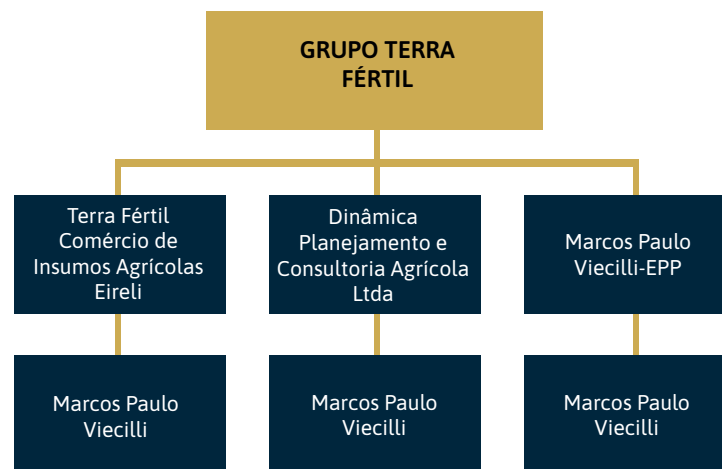 GRUPO TERRA
FÉRTIL
Terra Fértil
Comércio de
Insumos Agrícolas
Eireli
Dinâmica
Planejamento e
Consultoria Agrícola
Ltda
Marcos Paulo
Viecilli-EPP
Marcos Paulo
Viecilli
Marcos Paulo
Viecilli
Marcos Paulo
Viecilli